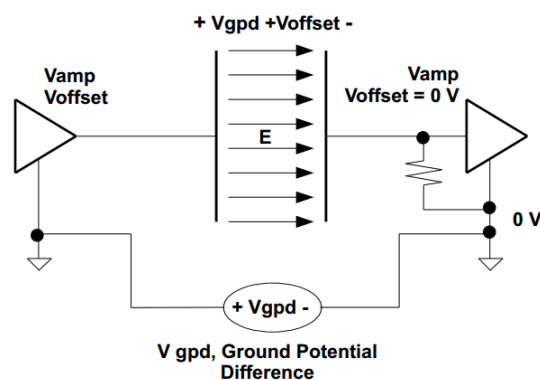 + Vgpd +Voffset -
Vamp
Voffset
Vamp
Voffset = 0 V
E
0 V
+ Vgpd -
V gpd, Ground Potential
Difference